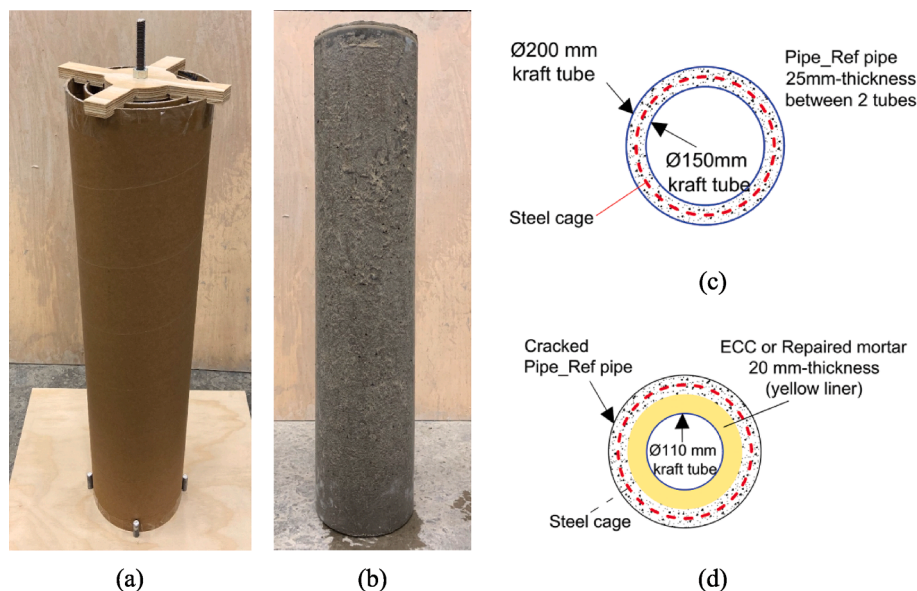 (a)
(b)
Ø200 mm
kraft tube
Pipe_Ref pipe
25mm-thickness
between 2 tubes
Ø150mm
kraft tube
Steel cage
(c)
Cracked
Pipe_Ref pipe
ECC or Repaired mortar
20 mm-thickness
(yellow liner)
Ø110 mm
kraft tube
Steel cage
(d)